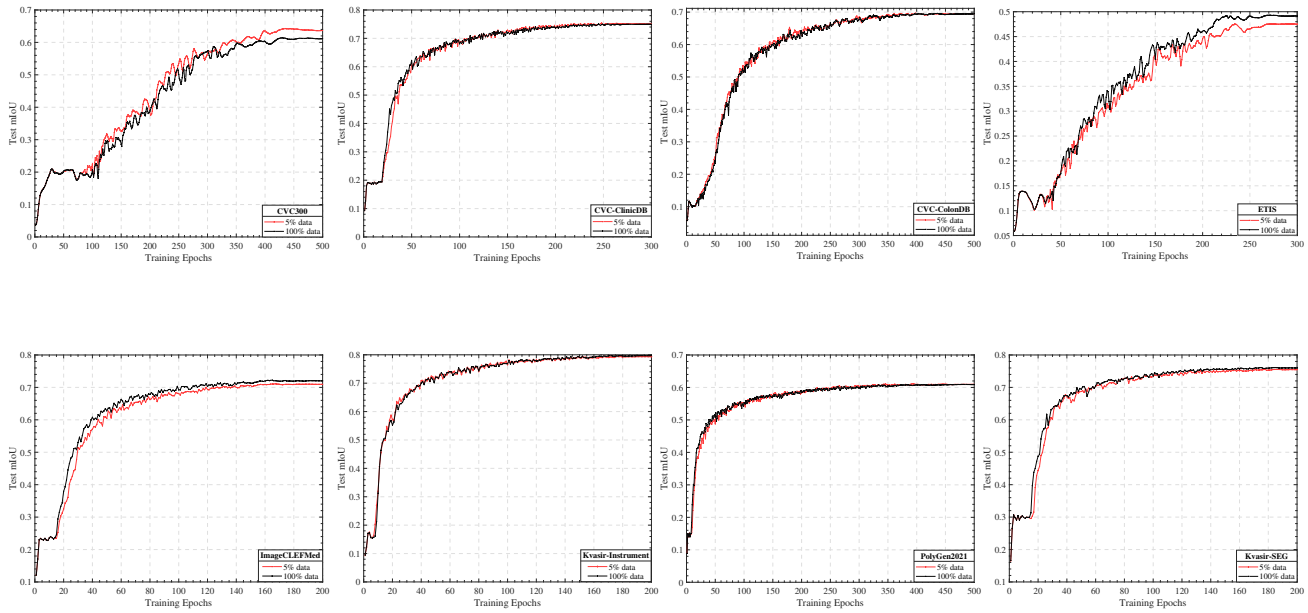 0.7
0.6
0.5
0.4
0.3
0.2
0.1
0
Test mIoU
CVC300
5% data
100% data
0 50 100 150 200 250 300 350 400 450 500
Training Epochs
0.8
0.7
0.6
0.5
0.4
0.3
0.2
0.1
0
Test mIoU
CVC-ClinicDB
5% data
100% data
0 50 100 150 200 250 300
Training Epochs
0.7
0.6
0.5
0.4
0.3
0.2
0.1
Test mIoU
CVC-ColonDB
5% data
100% data
0 50 100 150 200 250 300 350 400 450 500
Training Epochs
0.5
0.45
0.4
0.35
0.3
0.25
0.2
0.15
0.1
0.05
Test mIoU
ETIS
5% data
100% data
0 50 100 150 200 250 300
Training Epochs
0.8
0.7
0.6
0.5
0.4
0.3
0.2
0.1
Test mIoU
ImageCLEFMed
5% data
100% data
0 20 40 60 80 100 120 140 160 180 200
Training Epochs
0.8
0.7
0.6
0.5
0.4
0.3
0.2
0.1
0
Test mIoU
Kvasir-Instrument
5% data
100% data
0 20 40 60 80 100 120 140 160 180 200
Training Epochs
0.7
0.6
0.5
0.4
0.3
0.2
0.1
0
Test mIoU
PolyGen2021
5% data
100% data
0 50 100 150 200 250 300 350 400 450 500
Training Epochs
0.8
0.7
0.6
0.5
0.4
0.3
0.2
0.1
Test mIoU
Kvasir-SEG
5% data
100% data
0 20 40 60 80 100 120 140 160 180 200
Training Epochs